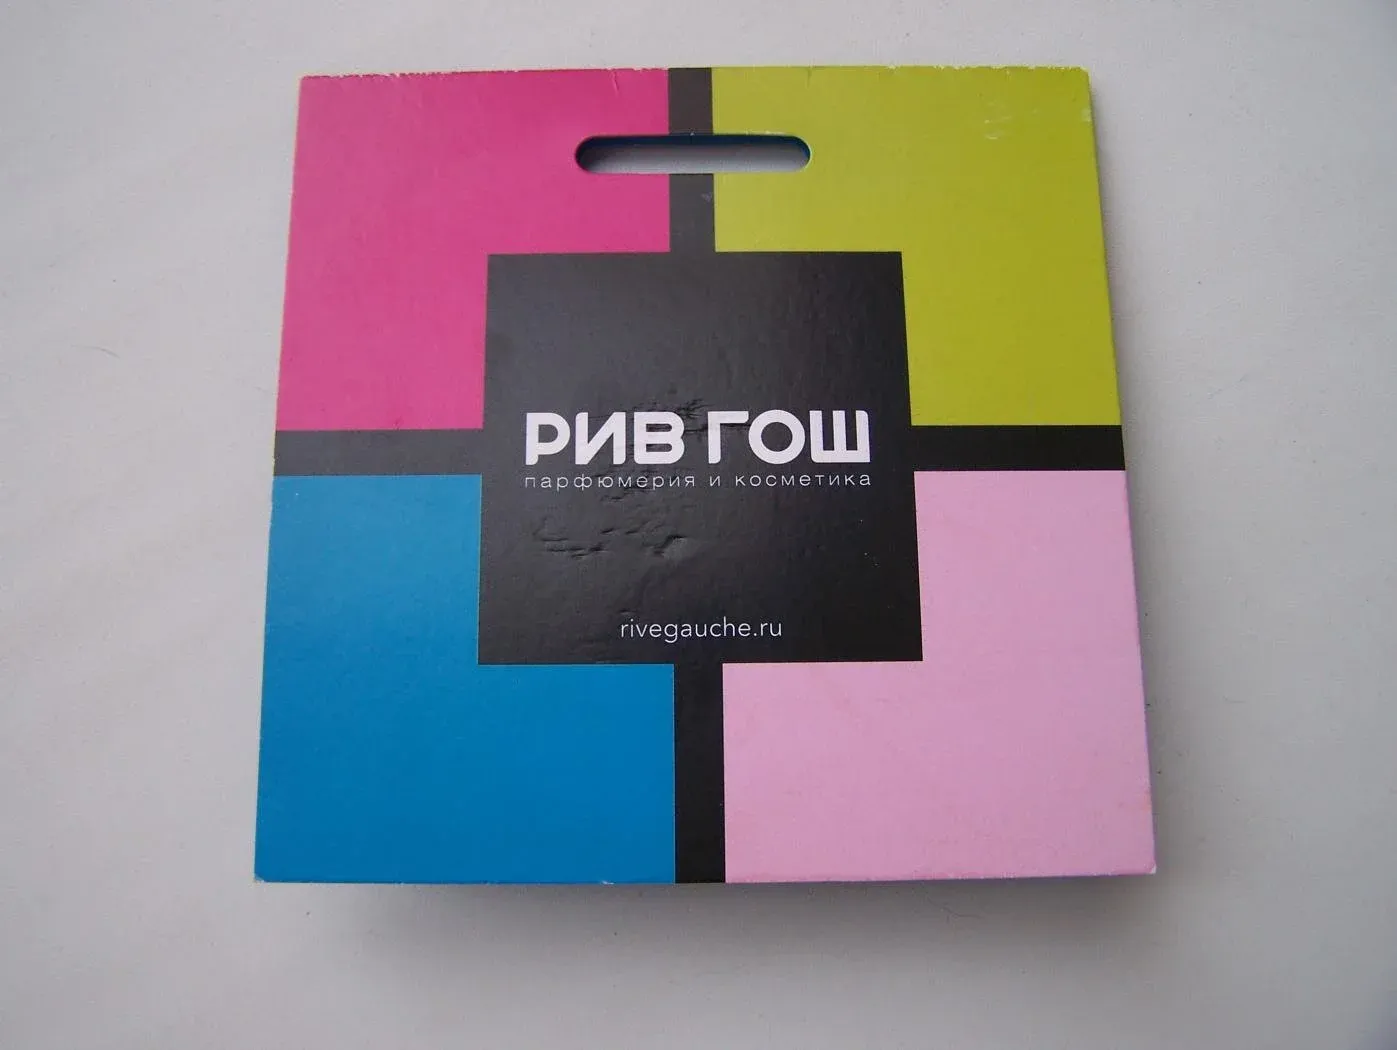 РИВ ГОШ
парфюмерия и косметика
rivegauche.ru